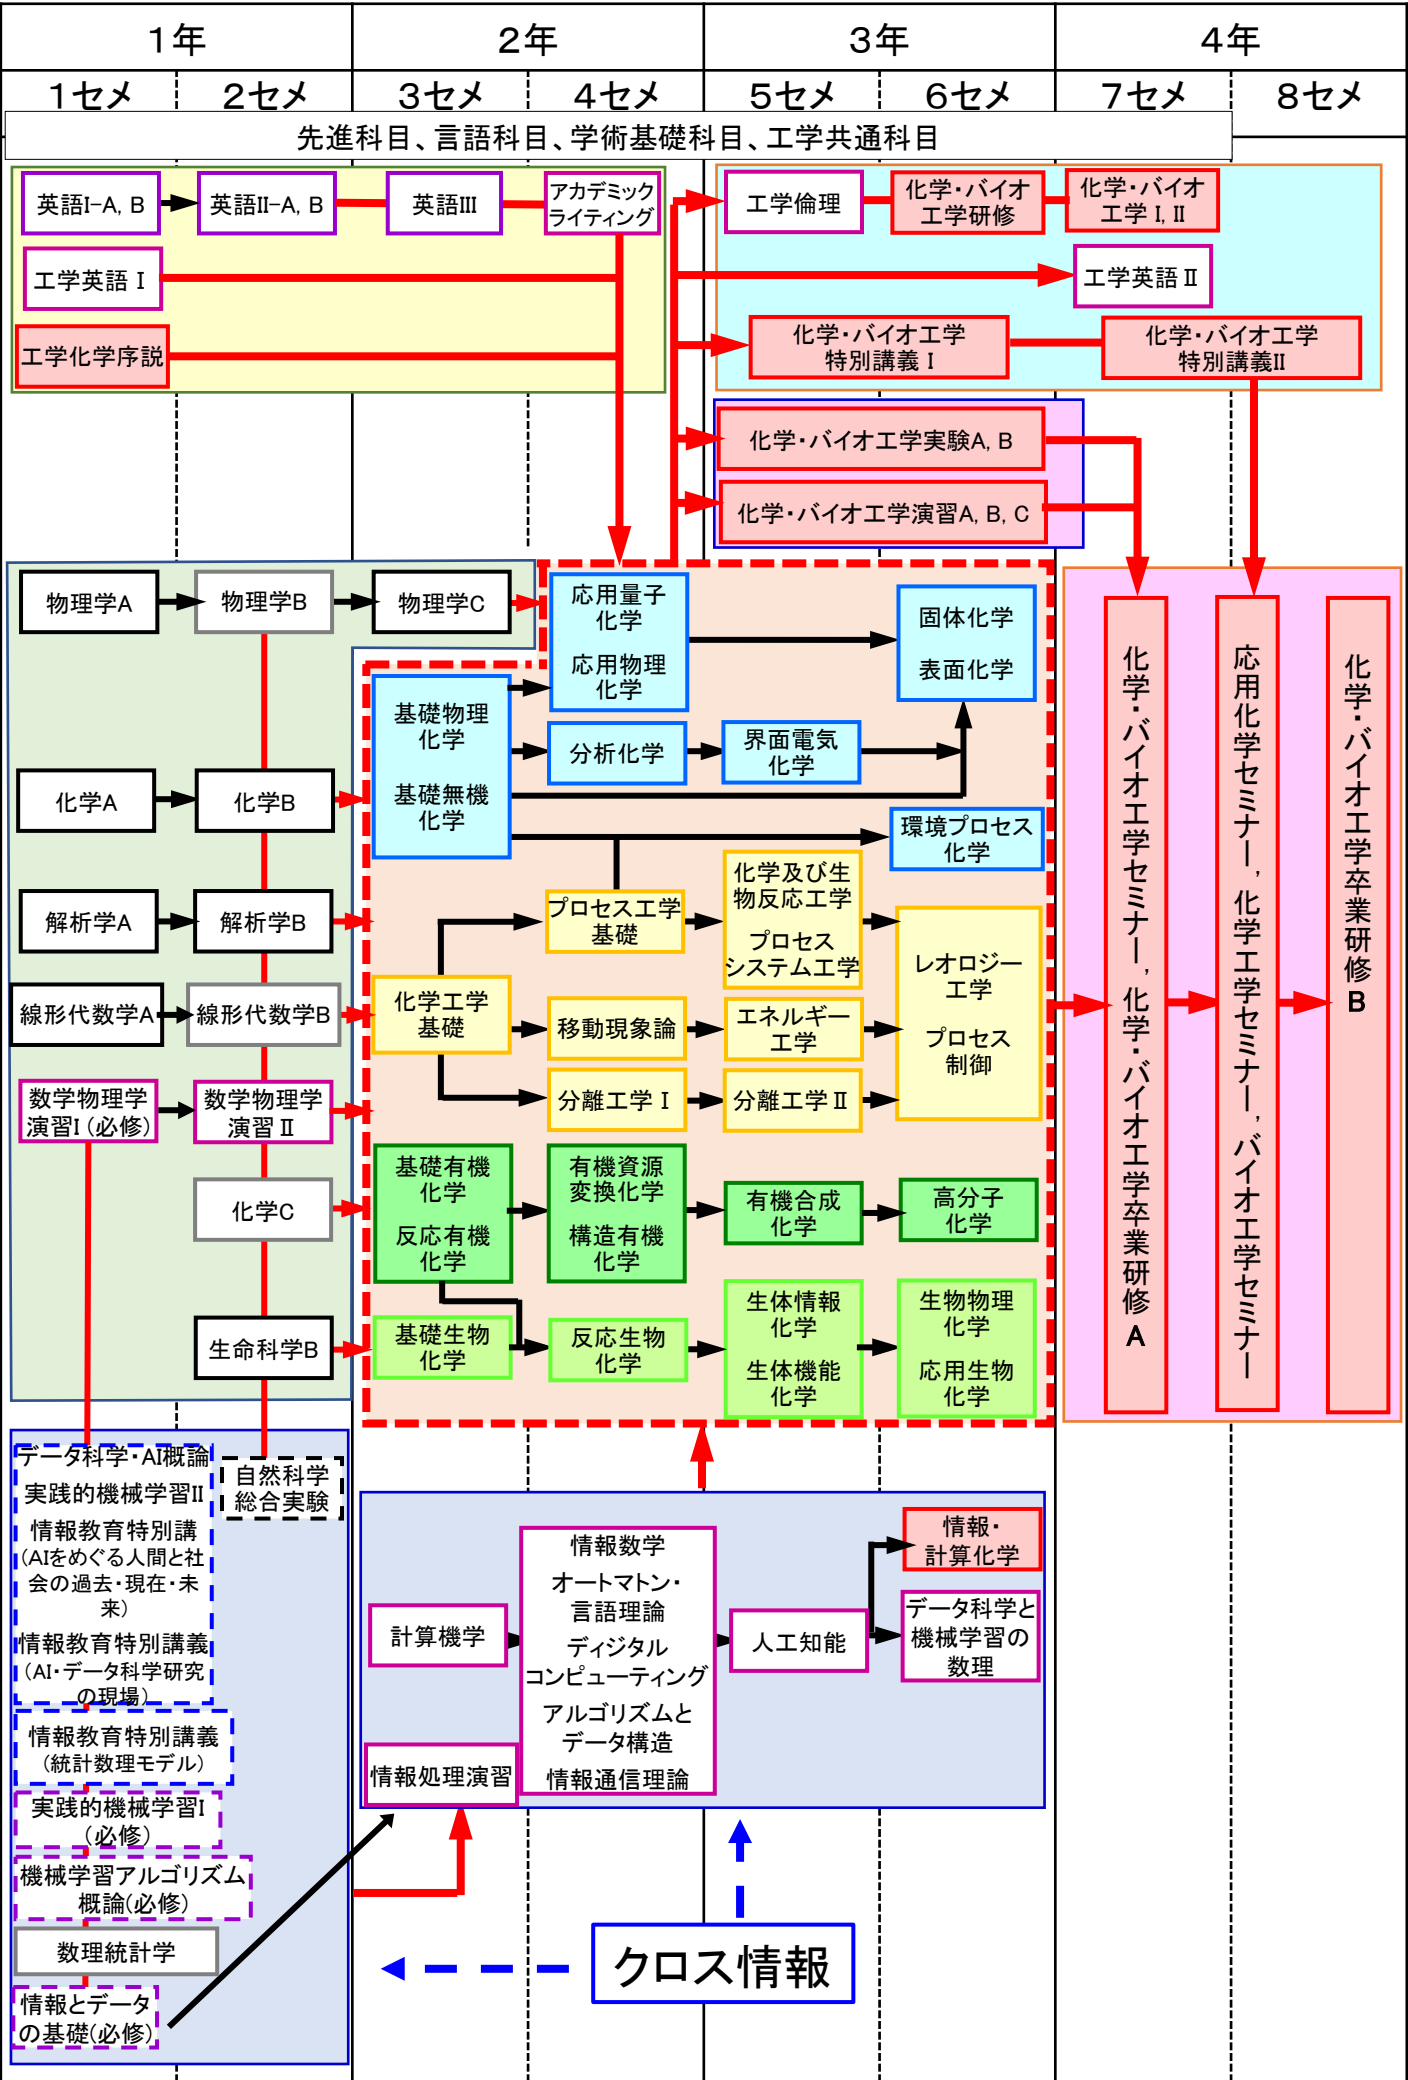 1年
2年
3年
4年
1セメ
2セメ
3セメ
4セメ
5セメ
6セメ
7セメ
8セメ
先進科目、言語科目、学術基礎科目、工学共通科目
英語I-A, B
英語II-A, B
英語III
アカデミック
ライティング
工学英語 I
工学化学序説
工学倫理
化学・バイオ
工学研修
化学・バイオ
工学 I, II
工学英語 II
化学・バイオ工学
特別講義 I
化学・バイオ工学
特別講義II
化学・バイオ工学実験A, B
化学・バイオ工学演習A, B, C
物理学A
物理学B
物理学C
化学A
化学B
解析学A
解析学B
線形代数学A
線形代数学B
数学物理学
演習I (必修)
数学物理学
演習 II
化学C
生命科学B
応用量子
化学
応用物理
化学
固体化学
表面化学
基礎物理
化学
基礎無機
化学
分析化学
界面電気
化学
環境プロセス
化学
プロセス工学
基礎
化学及び生
物反応工学
プロセス
システム工学
レオロジー
工学
プロセス
制御
化学工学
基礎
移動現象論
エネルギー
工学
分離工学 I
分離工学 II
基礎有機
化学
反応有機
化学
有機資源
変換化学
構造有機
化学
有機合成
化学
高分子
化学
基礎生物
化学
反応生物
化学
生体情報
化学
生体機能
化学
生物物理
化学
応用生物
化学
化学・バイオ工学セミナー, 化学・バイオ工学卒業研修A
応用化学セミナー, 化学工学セミナー, バイオ工学セミナー
化学・バイオ工学卒業研修B
データ科学・AI概論
実践的機械学習II
情報教育特別講
(AIをめぐる人間と社
会の過去・現在・未
来)
情報教育特別講義
(AI・データ科学研究
の現場)
自然科学
総合実験
情報教育特別講義
(統計数理モデル)
実践的機械学習I
(必修)
機械学習アルゴリズム
概論(必修)
数理統計学
情報とデータ
の基礎(必修)
計算機学
情報処理演習
情報数学
オートマトン・
言語理論
ディジタル
コンピューティング
アルゴリズムと
データ構造
情報通信理論
人工知能
情報・
計算化学
データ科学と
機械学習の
数理
クロス情報